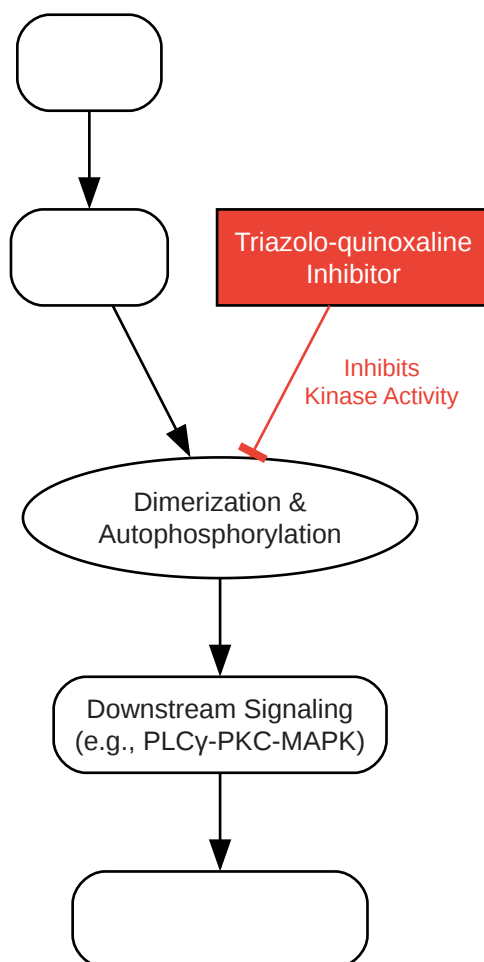 Triazolo-quinoxaline
Inhibitor
Inhibits
Kinase Activity
Dimerization &
Autophosphorylation
Downstream Signaling
(e.g., PLCγ-PKC-MAPK)